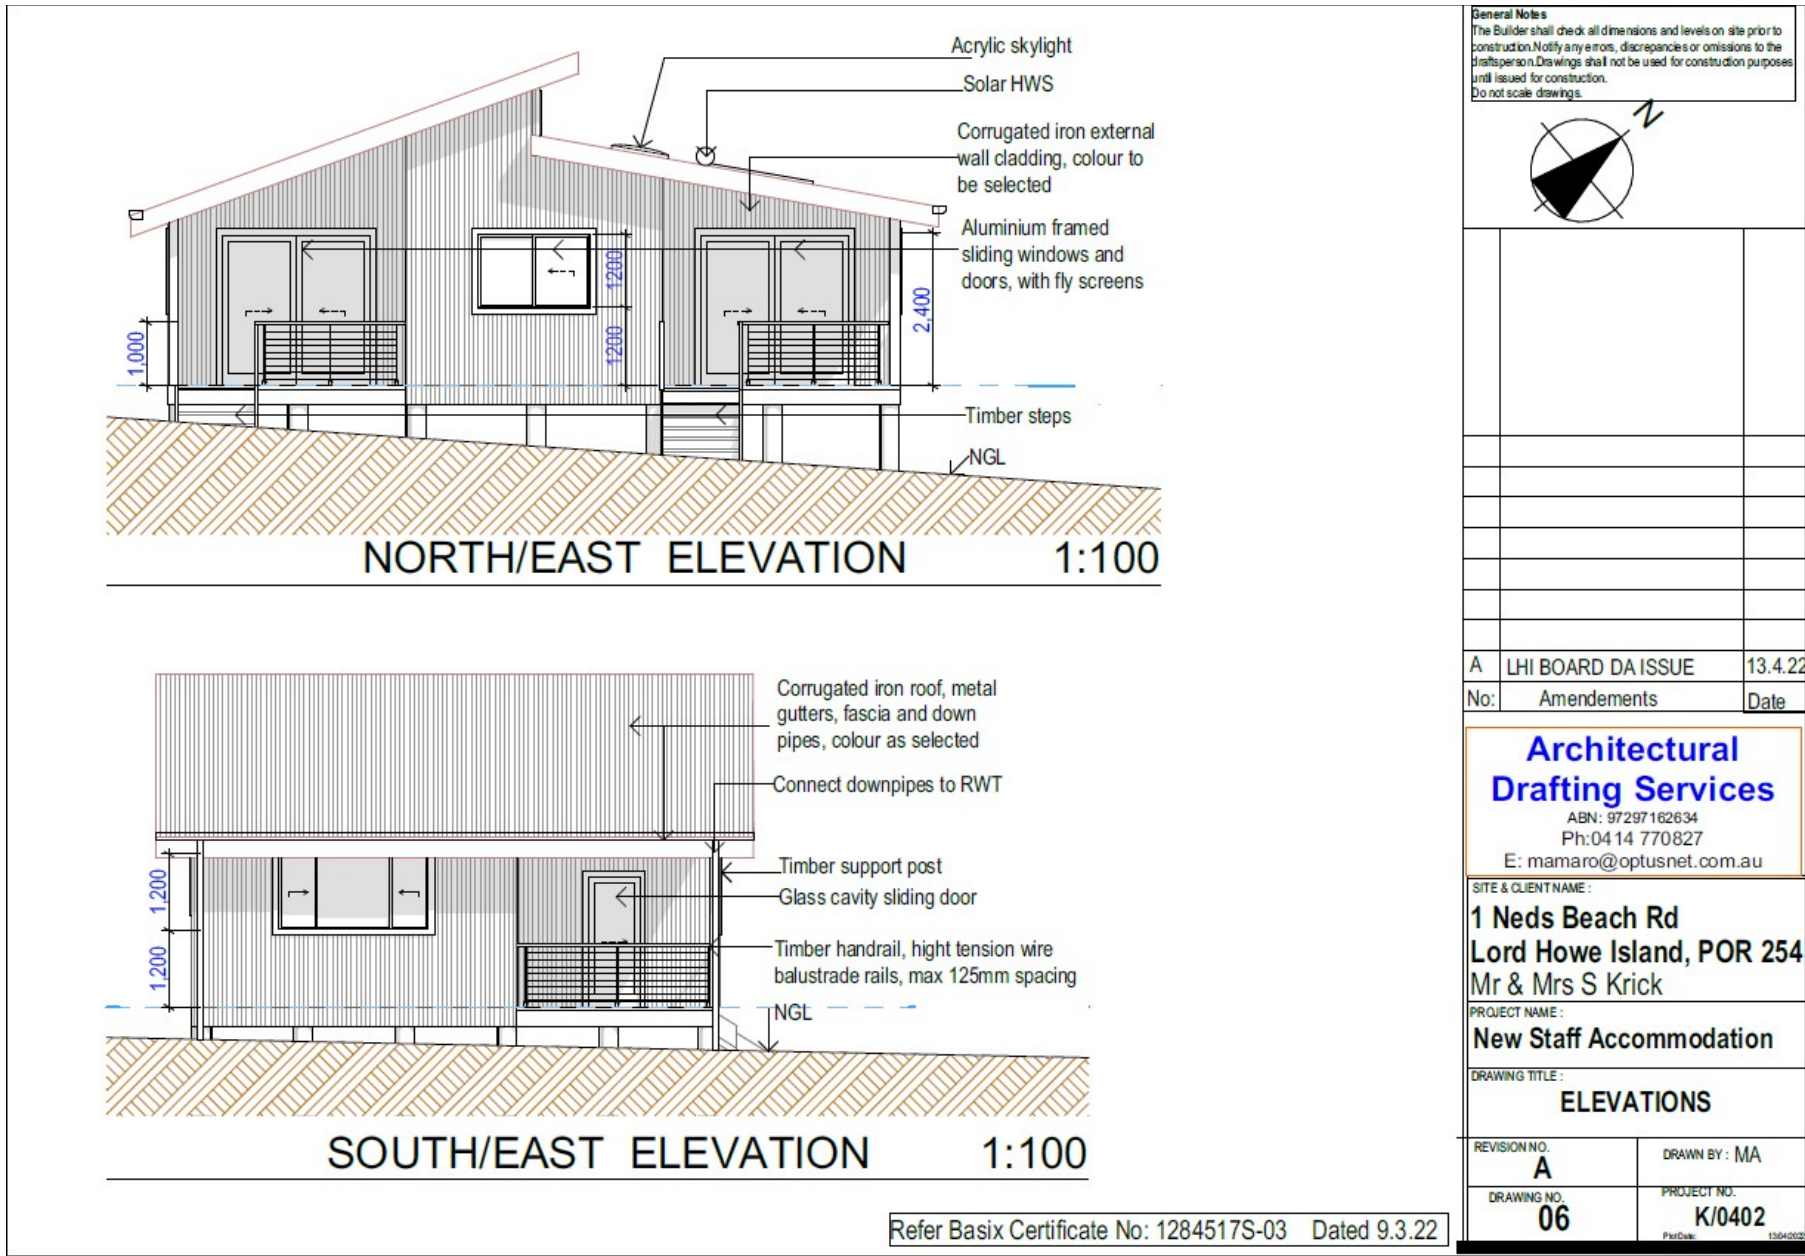 Acrylic skylight
Solar HWS
Corrugated iron external
wall cladding, colour to
be selected
Aluminium framed
sliding windows and
doors, with fly screens
1,000
1200
1200
2,400
Timber steps
NGL
NORTH/EAST ELEVATION 1:100
Corrugated iron roof, metal
gutters, fascia and down
pipes, colour as selected
Connect downpipes to RWT
Timber support post
Glass cavity sliding door
Timber handrail, hight tension wire
balustrade rails, max 125mm spacing
NGL
1,200
1,200
SOUTH/EAST ELEVATION 1:100
Refer Basix Certificate No: 1284517S-03 Dated 9.3.22
General Notes
The Builder shall check all dimensions and levels on site prior to
construction.Notify any errors, discrepancies or omissions to the
draftsperson.Drawings shall not be used for construction purposes
until issued for construction.
Do not scale drawings.
N
A LHI BOARD DA ISSUE 13.4.22
No: Amendements Date
Architectural
Drafting Services
ABN: 97297162634
Ph:0414 770827
E: mamaro@optusnet.com.au
SITE & CLIENT NAME :
1 Neds Beach Rd
Lord Howe Island, POR 254
Mr & Mrs S Krick
PROJECT NAME :
New Staff Accommodation
DRAWING TITLE :
ELEVATIONS
REVISION NO.
A
DRAWN BY : MA
DRAWING NO.
06
PROJECT NO.
K/0402
PlotDate: